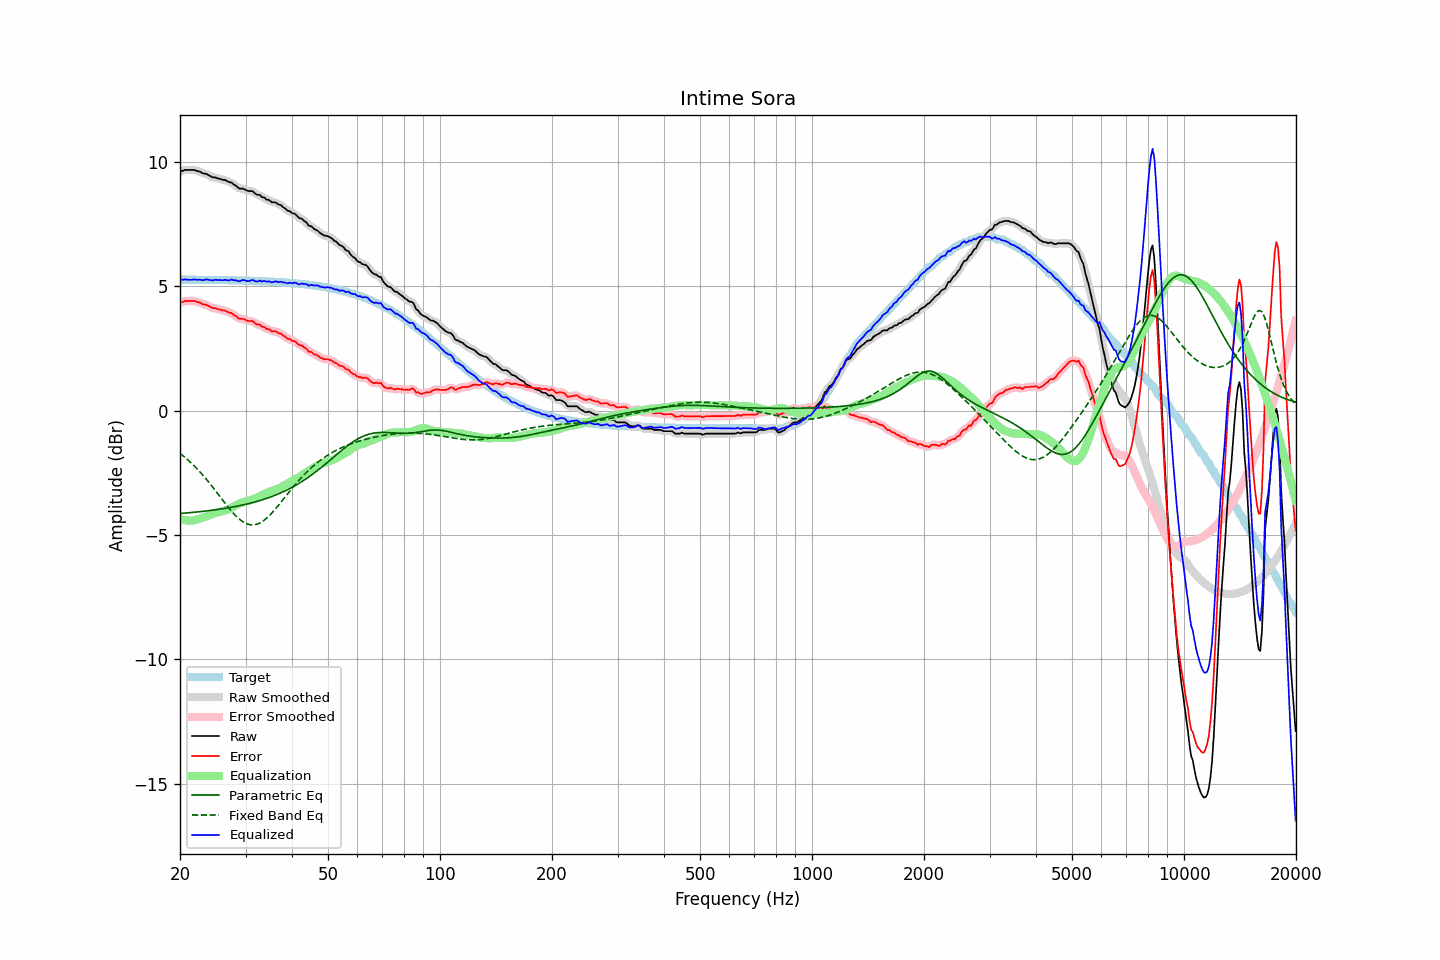 Intime Sora
10
5
0
−5
−10
−15
Amplitude (dBr)
Target
Raw Smoothed
Error Smoothed
Raw
Error
Equalization
Parametric Eq
Fixed Band Eq
Equalized
20 50 100 200 500 1000 2000 5000 10000 20000
Frequency (Hz)